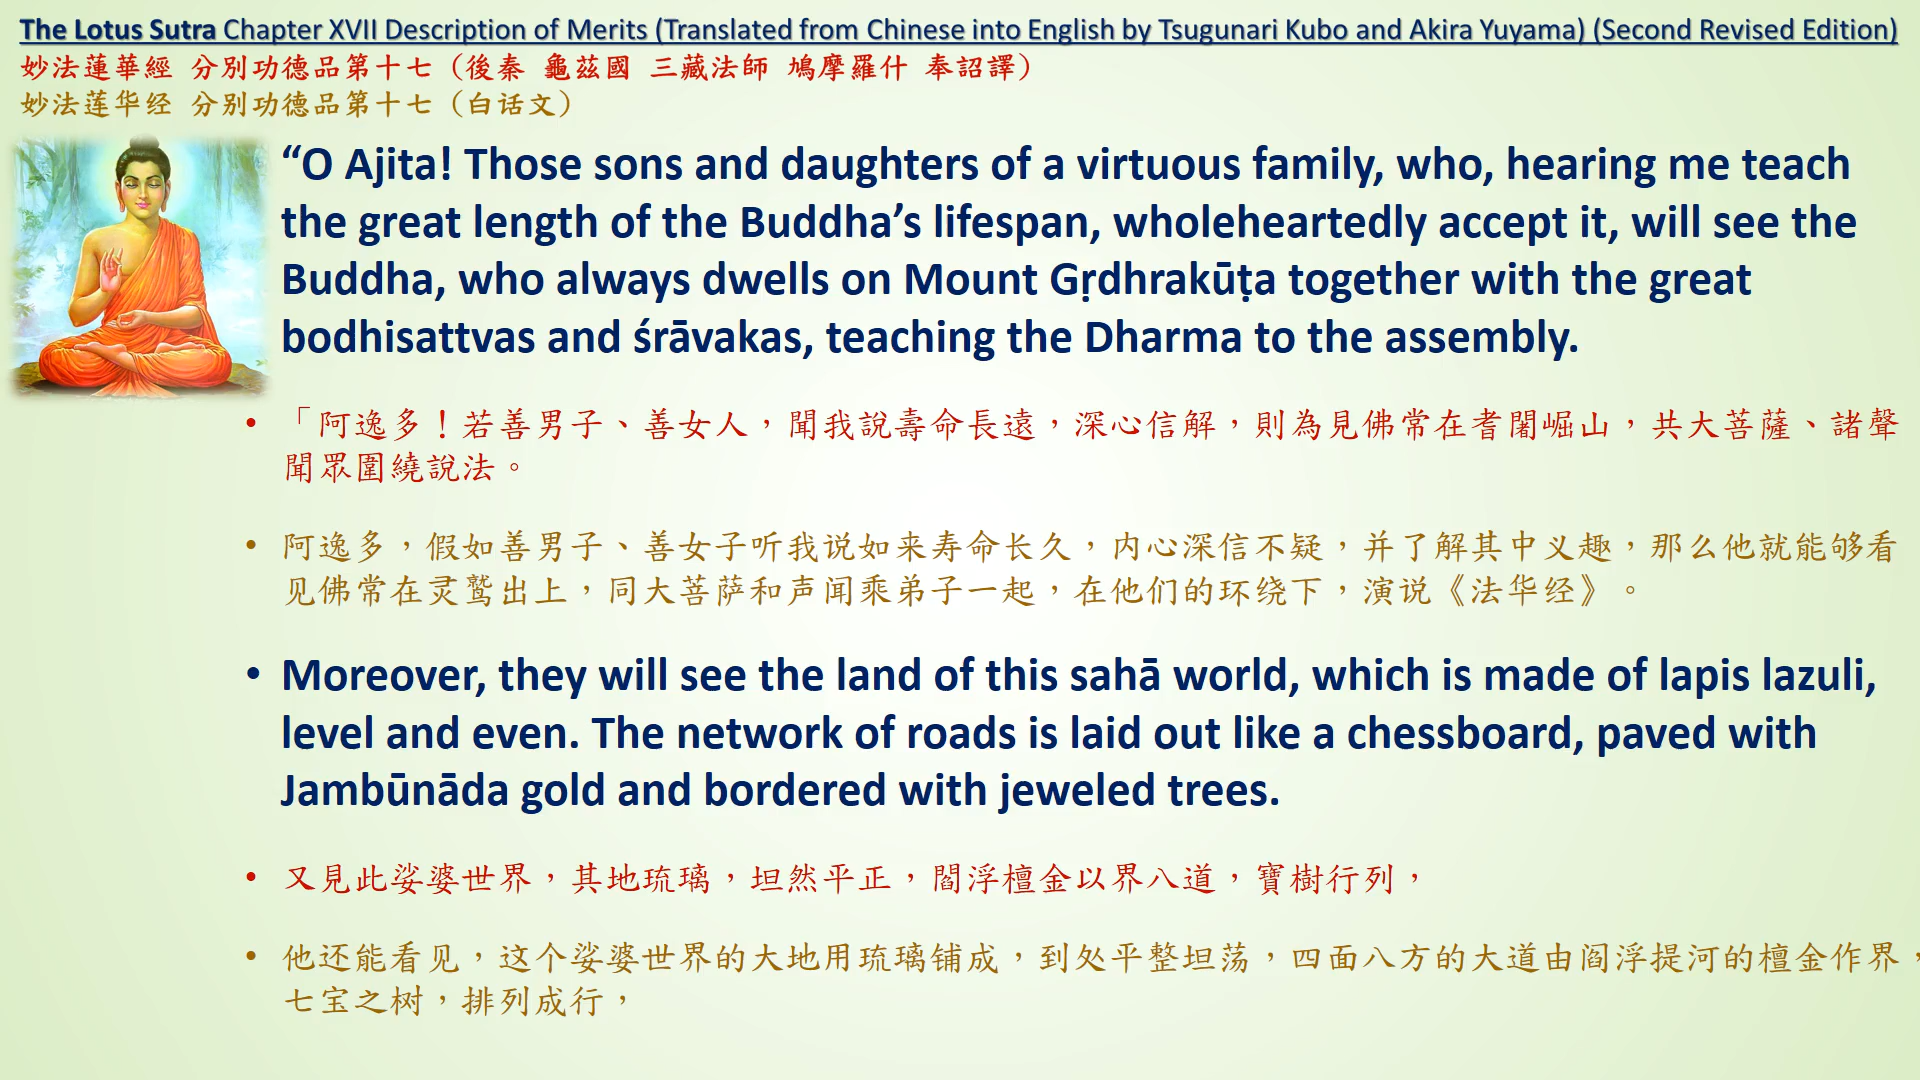 The Lotus Sutra Chapter XVII Description of Merits (Translated from Chinese into English by Tsugunari Kubo and Akira Yuyama) (Second Revised Edition)
妙法蓮華經 分別功德品第十七（後秦 龜茲國 三藏法師 鳩摩羅什 奉詔譯）
妙法莲华经 分别功德品第十七（白话文）
“O Ajita! Those sons and daughters of a virtuous family, who, hearing me teach
the great length of the Buddha’s lifespan, wholeheartedly accept it, will see the
Buddha, who always dwells on Mount Gṛdhrakūṭa together with the great
bodhisattvas and śrāvakas, teaching the Dharma to the assembly.
• 「阿逸多！若善男子、善女人，聞我說壽命長遠，深心信解，則為見佛常在耆闍崛山，共大菩薩、諸聲
聞眾圍繞說法。
• 阿逸多，假如善男子、善女子听我说如来寿命长久，内心深信不疑，并了解其中义趣，那么他就能够看
见佛常在灵鹫出上，同大菩萨和声闻乘弟子一起，在他们的环绕下，演说《法华经》。
• Moreover, they will see the land of this sahā world, which is made of lapis lazuli,
level and even. The network of roads is laid out like a chessboard, paved with
Jambūnāda gold and bordered with jeweled trees.
• 又見此娑婆世界，其地琉璃，坦然平正，閻浮檀金以界八道，寶樹行列，
• 他还能看见，这个娑婆世界的大地用琉璃铺成，到处平整坦荡，四面八方的大道由阎浮提河的檀金作界，
七宝之树，排列成行，